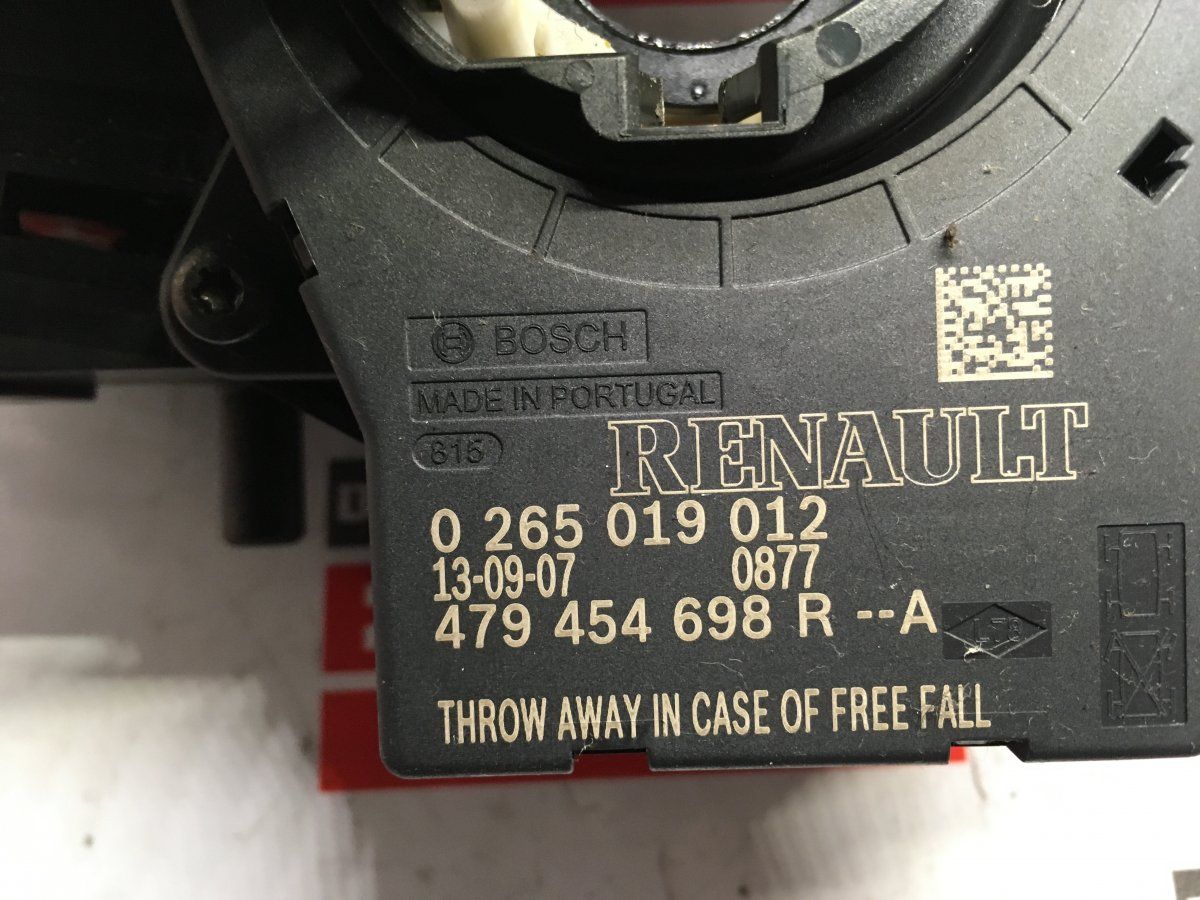 BOSCH
MADE IN PORTUGAL
615
RENAULT
0 265 019 012
13-09-07 0877
479 454 698 R --A
THROW AWAY IN CASE OF FREE FALL